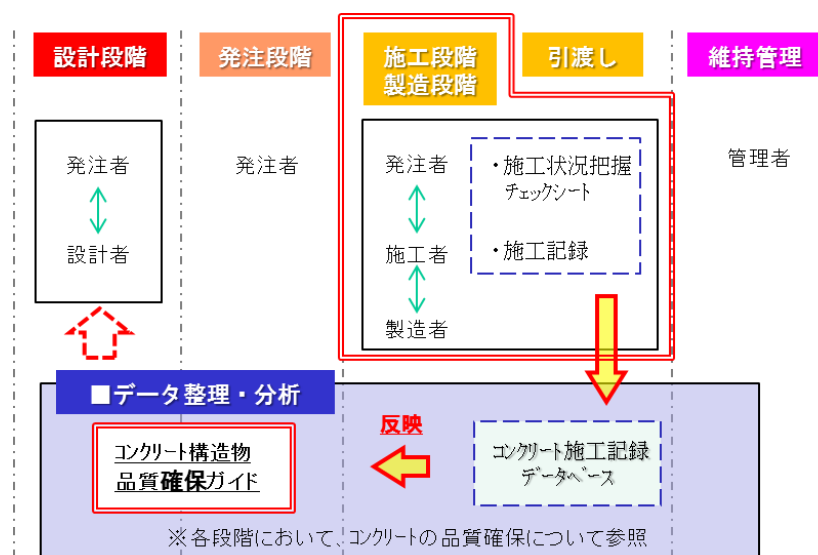 設計段階
発注段階
施工段階
製造段階
引渡し
維持管理
発注者
設計者
発注者
発注者
施工者
製造者
・施工状況把握
チェックシート
・施工記録
管理者
■データ整理・分析
コンクリート構造物
品質確保ガイド
反映
コンクリート施工記録
データベース
※各段階において、コンクリートの品質確保について参照